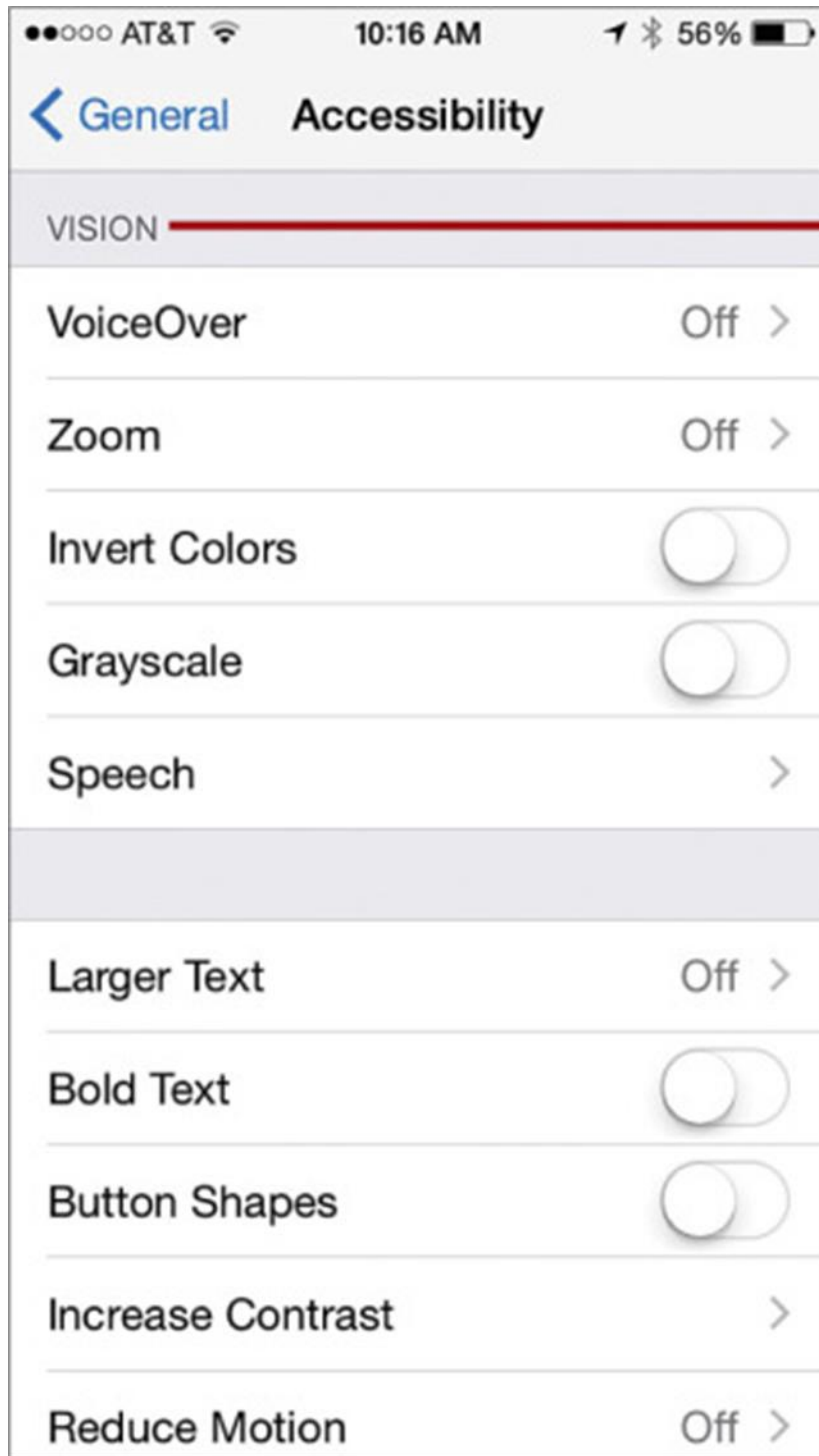 AT&T 10:16 AM 56%
General Accessibility
VISION
VoiceOver Off
Zoom Off
Invert Colors
Grayscale
Speech
Larger Text Off
Bold Text
Button Shapes
Increase Contrast
Reduce Motion Off